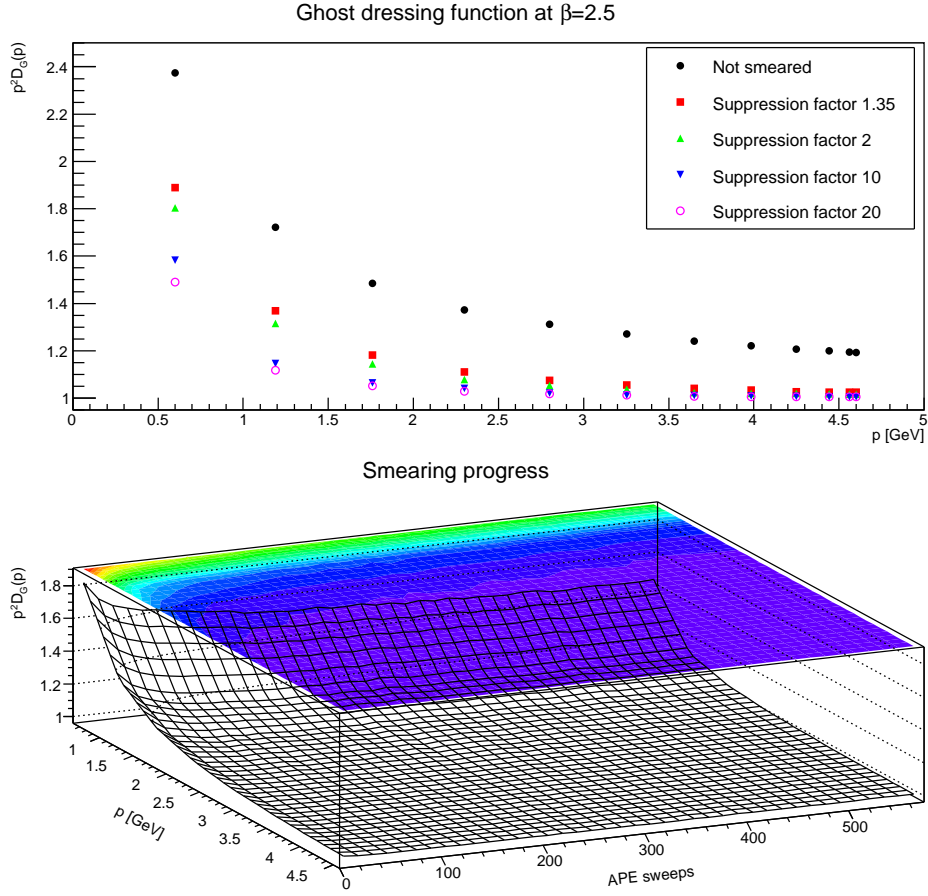 Ghost dressing function at β=2.5
p²D_G(p)
2.4
2.2
2
1.8
1.6
1.4
1.2
1
Not smeared
Suppression factor 1.35
Suppression factor 2
Suppression factor 10
Suppression factor 20
0 0.5 1 1.5 2 2.5 3 3.5 4 4.5 5
p [GeV]
Smearing progress
p²D_G(p)
1.8
1.6
1.4
1.2
1
1 1.5 2 2.5 3 3.5 4 4.5
p [GeV]
0 100 200 300 400 500
APE sweeps